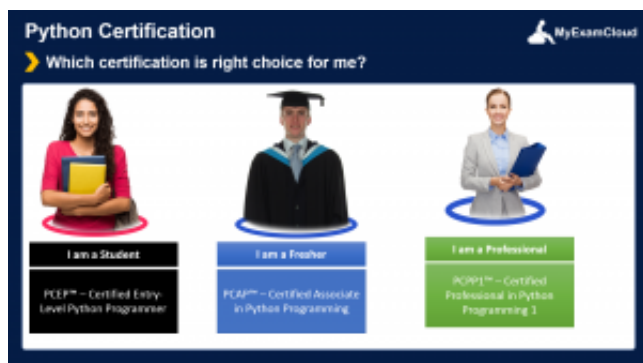 Python Certification
MyExamCloud
Which certification is right choice for me?
I am a Student
PCEP™ – Certified Entry-
Level Python Programmer
I am a Fresher
PCAP™ – Certified Associate
in Python Programming
I am a Professional
PCPP1™ – Certified
Professional in Python
Programming 1